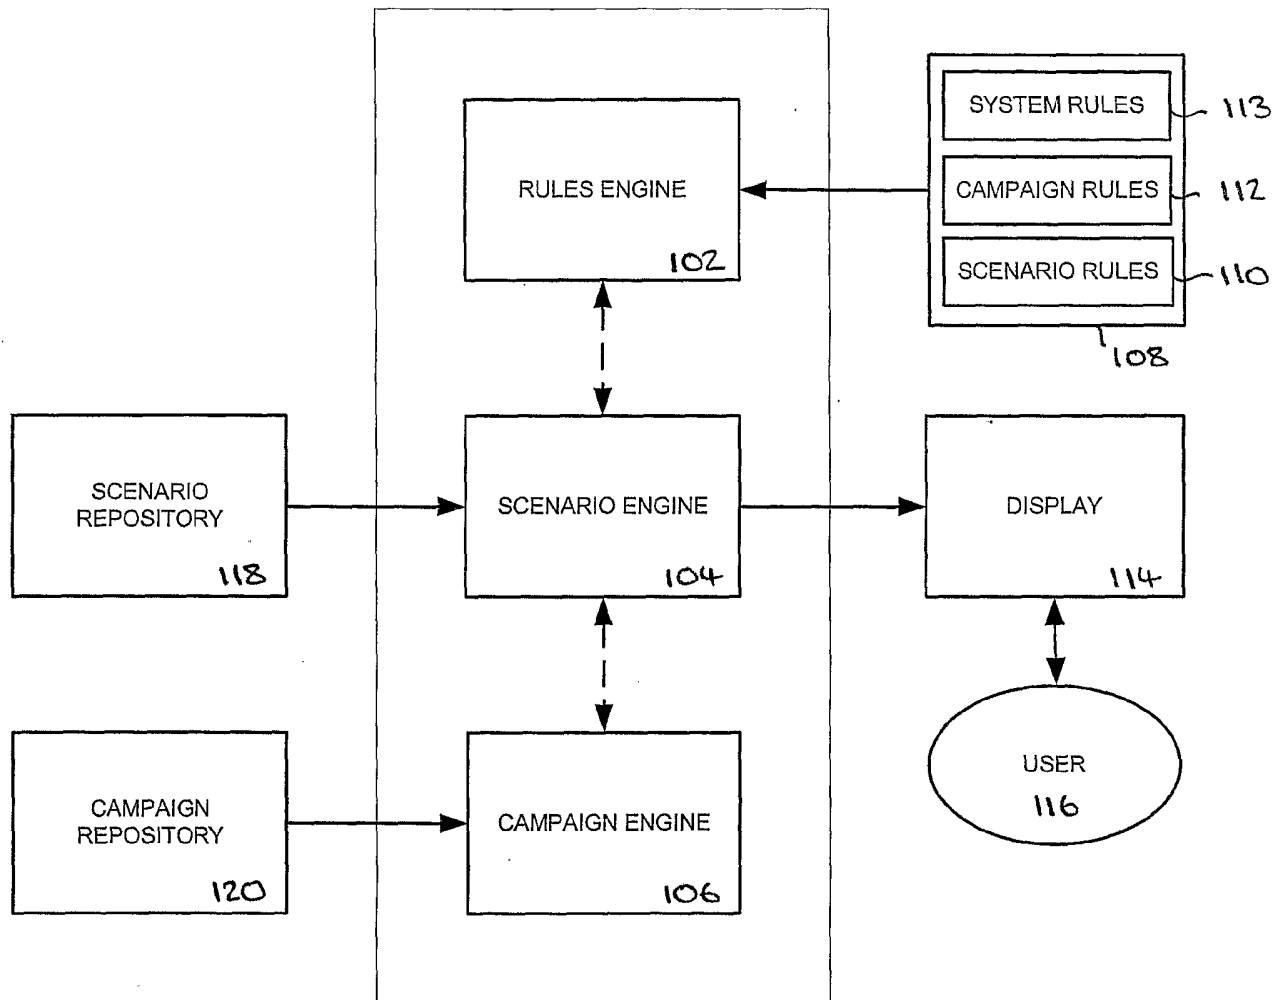 SYSTEM RULES
113
RULES ENGINE
102
CAMPAIGN RULES
112
SCENARIO RULES
110
108
SCENARIO
REPOSITORY
118
SCENARIO ENGINE
104
DISPLAY
114
CAMPAIGN
REPOSITORY
120
CAMPAIGN ENGINE
106
USER
116